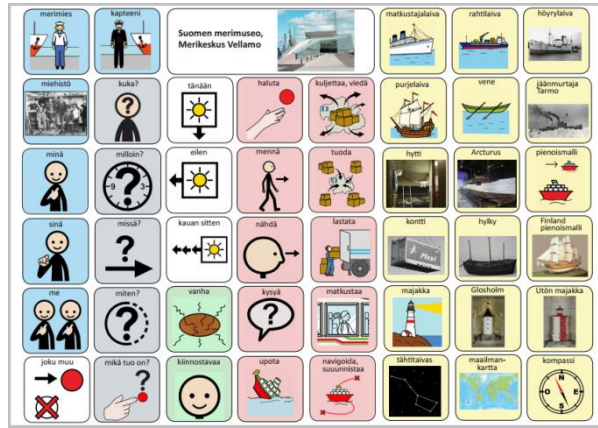 merimies
kapteeni
Suomen merimuseo,
Merikeskus Vellamo
matkustajalaiva
rahtilaiva
höyrylaiva
miehistö
kuka?
tänään
haluta
kuljettaa, viedä
purjelaiva
vene
jäänmurtaja
Tarmo
minä
milloin?
eilen
mennä
tuoda
hytti
Arcturus
pienoismalli
sinä
missä?
kauan sitten
nähdä
lastata
kontti
hylky
Finland
pienoismalli
me
miten?
vanha
kysyä
matkustaa
majakka
Glosholm
Utön majakka
joku muu
mikä tuo on?
kiinnostavaa
upota
navigoida,
suuunnistaa
tähtitaivas
maailman-
kartta
kompassi
9
3
?
N
O
E
S